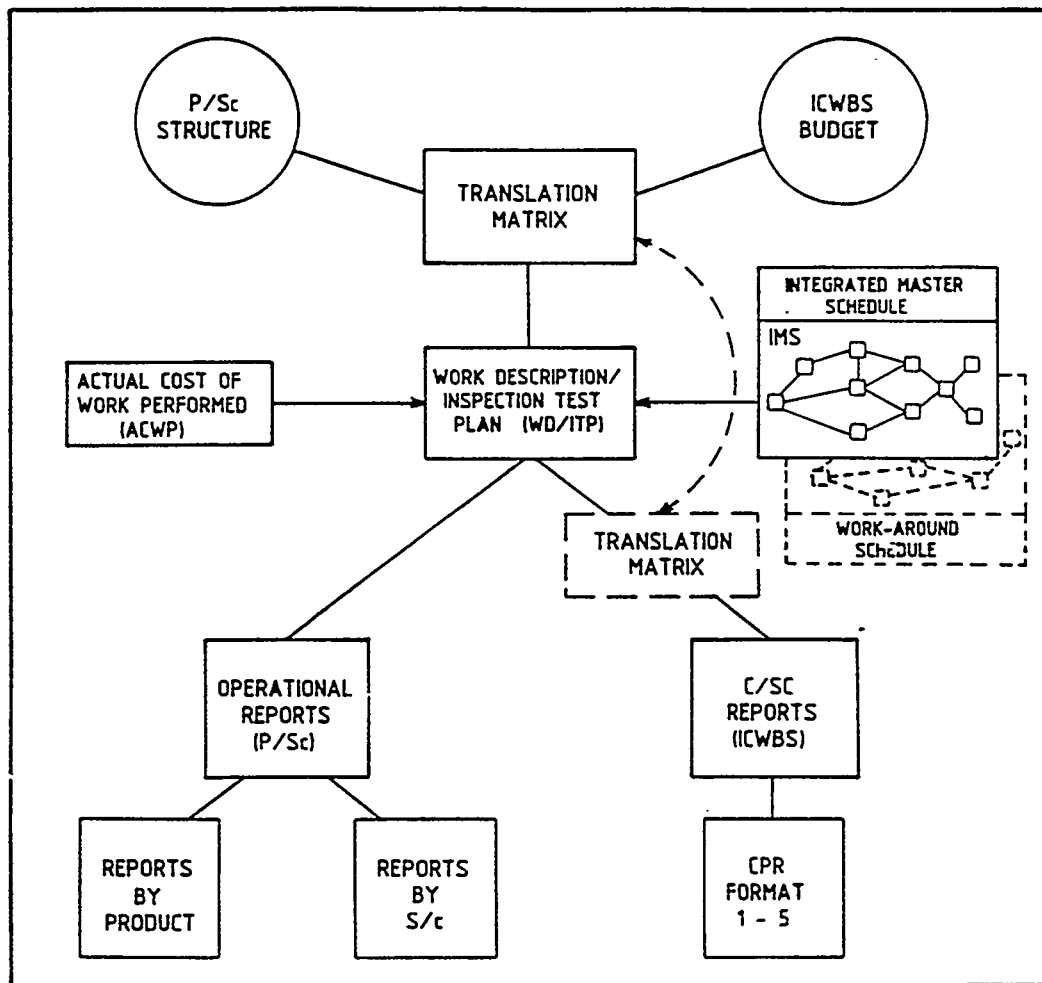 P/Sc
STRUCTURE
ICWBS
BUDGET
TRANSLATION
MATRIX
INTEGRATED MASTER
SCHEDULE
IMS
ACTUAL COST OF
WORK PERFORMED
(ACWP)
WORK DESCRIPTION/
INSPECTION TEST
PLAN (WD/ITP)
WORK-AROUND
SCHEDULE
TRANSLATION
MATRIX
OPERATIONAL
REPORTS
(P/Sc)
C/SC
REPORTS
(ICWBS)
REPORTS
BY
PRODUCT
REPORTS
BY
S/c
CPR
FORMAT
1 - 5